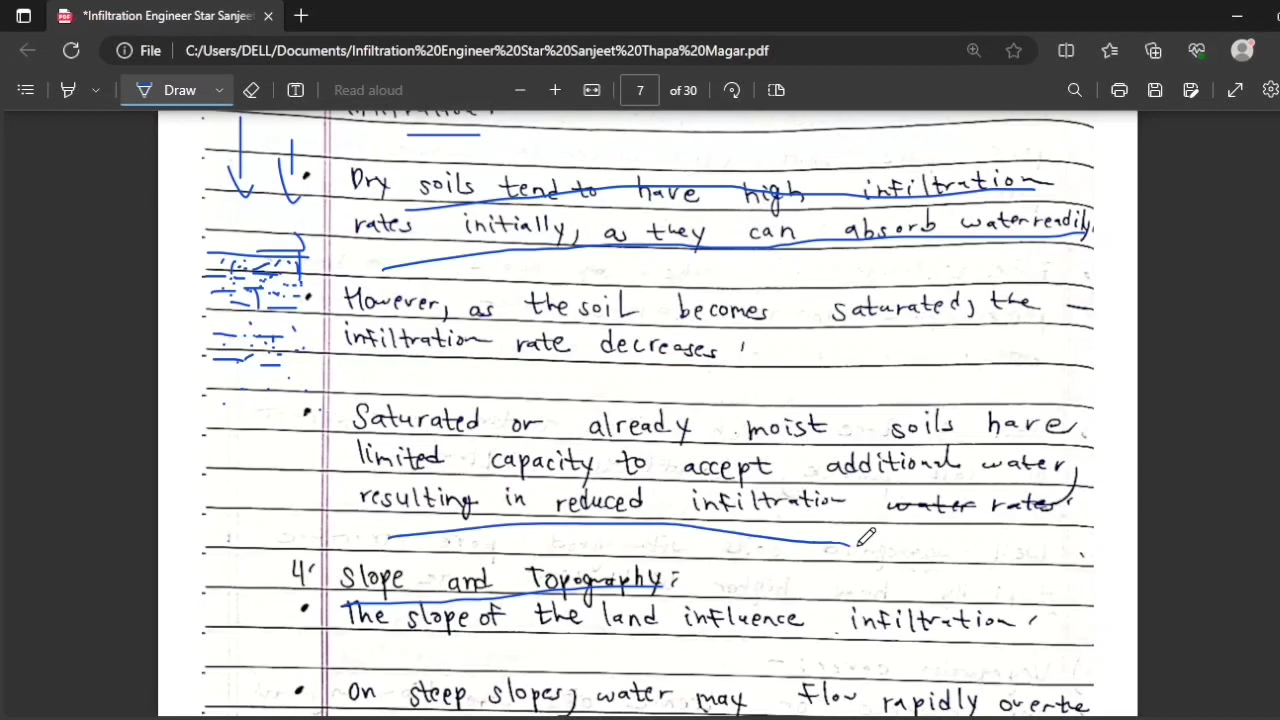 *Infiltration Engineer Star Sanjee
File
C:/Users/DELL/Documents/Infiltration%20Engineer%20Star%20Sanjeet%20Thapa%20Magar.pdf
Draw
Read aloud
7 of 30
• Dry soils tend to have high infiltration
rates initially, as they can absorb water readily.
• However, as the soil becomes saturated, the
infiltration rate decreases.
• Saturated or already moist soils have
limited capacity to accept additional water,
resulting in reduced infiltration water rates.
4. Slope and Topography:
• The slope of the land influence infiltration.
• On steep slopes, water may flow rapidly over the